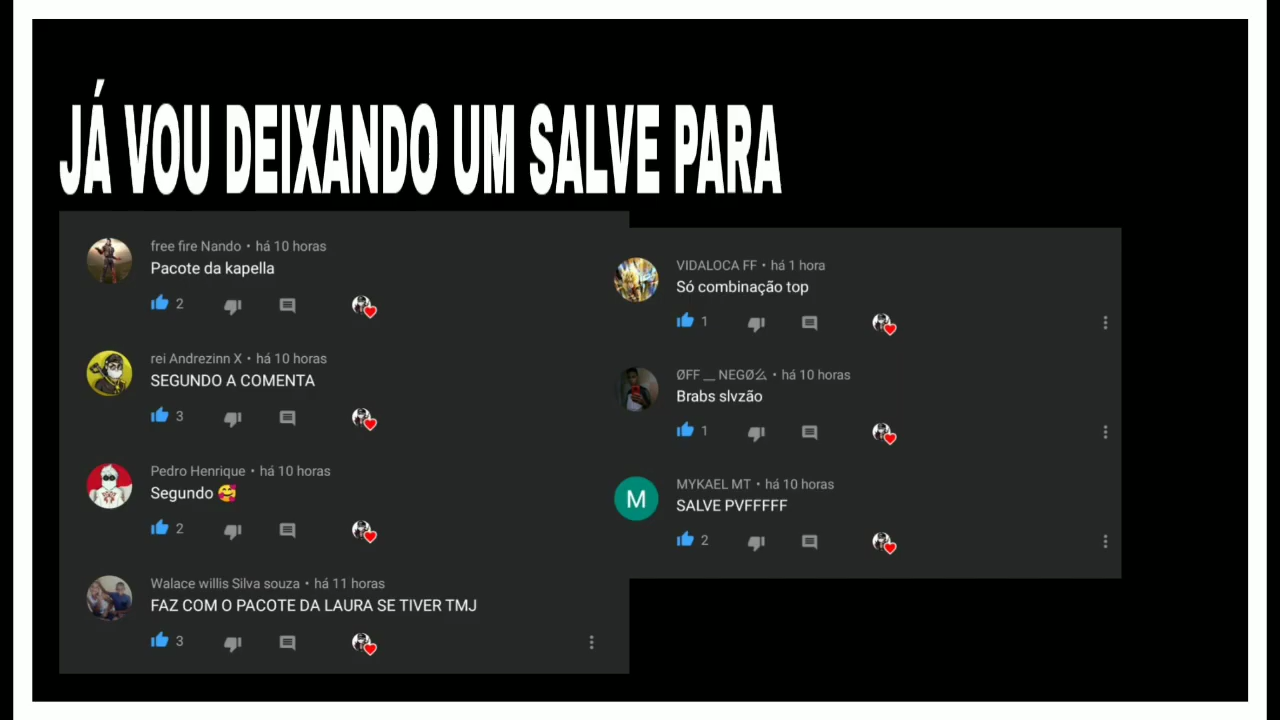 JÁ VOU DEIXANDO UM SALVE PARA
free fire Nando • há 10 horas
Pacote da kapella
2
rei Andrezinn X • há 10 horas
SEGUNDO A COMENTA
3
Pedro Henrique • há 10 horas
Segundo 🥰
2
Walace willis Silva souza • há 11 horas
FAZ COM O PACOTE DA LAURA SE TIVER TMJ
3
VIDALOCA FF • há 1 hora
Só combinação top
1
ØFF __ NEGØ么 • há 10 horas
Brabs slvzão
1
M
MYKAEL MT • há 10 horas
SALVE PVFFFFF
2